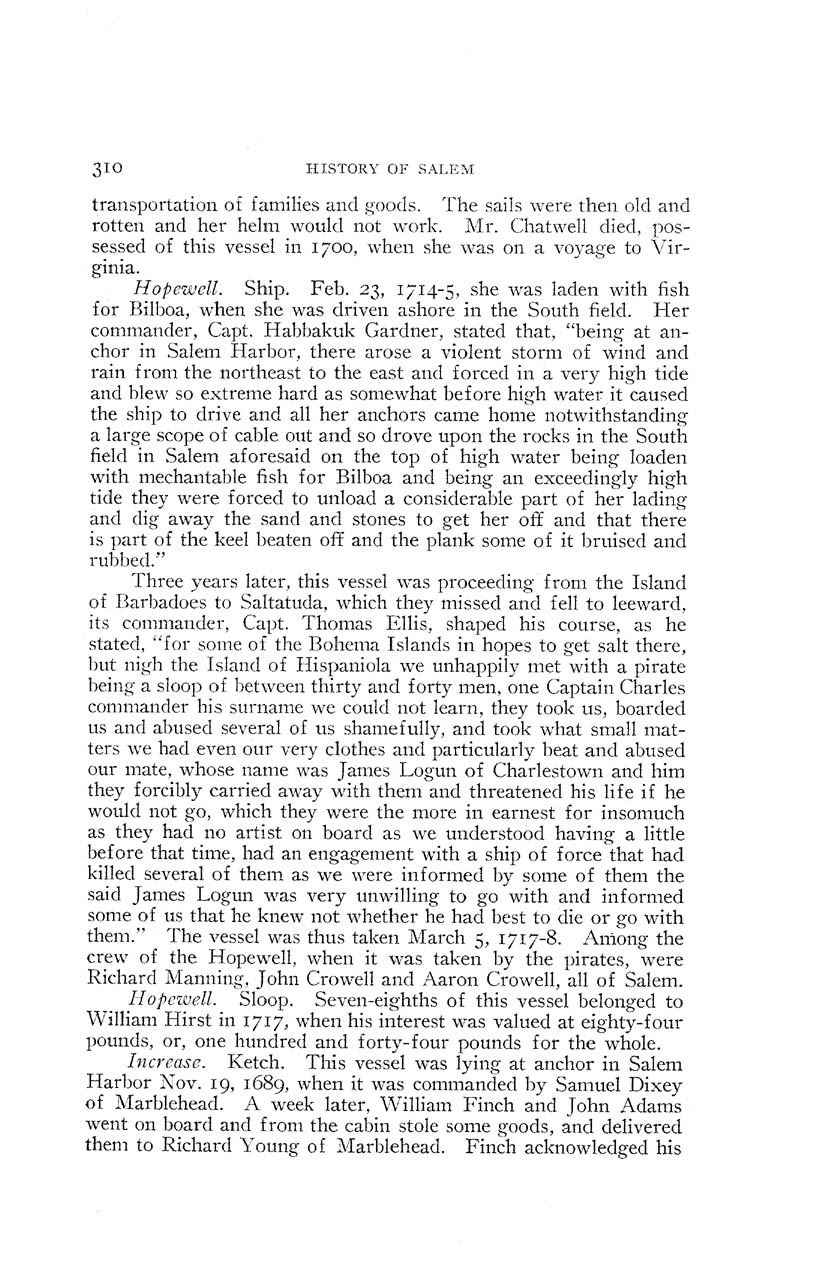 310 HISTORY OF SALEM
transportation of families and goods. The sails were then old and
rotten and her helm would not work. Mr. Chatwell died, pos-
sessed of this vessel in 1700, when she was on a voyage to Vir-
ginia.
Hopewell. Ship. Feb. 23, 1714-5, she was laden with fish
for Bilboa, when she was driven ashore in the South field. Her
commander, Capt. Habbakuk Gardner, stated that, "being at an-
chor in Salem Harbor, there arose a violent storm of wind and
rain from the northeast to the east and forced in a very high tide
and blew so extreme hard as somewhat before high water it caused
the ship to drive and all her anchors came home notwithstanding
a large scope of cable out and so drove upon the rocks in the South
field in Salem aforesaid on the top of high water being loaden
with mechantable fish for Bilboa and being an exceedingly high
tide they were forced to unload a considerable part of her lading
and dig away the sand and stones to get her off and that there
is part of the keel beaten off and the plank some of it bruised and
rubbed."
Three years later, this vessel was proceeding from the Island
of Barbadoes to Saltatuda, which they missed and fell to leeward,
its commander, Capt. Thomas Ellis, shaped his course, as he
stated, "for some of the Bohema Islands in hopes to get salt there,
but nigh the Island of Hispaniola we unhappily met with a pirate
being a sloop of between thirty and forty men, one Captain Charles
commander his surname we could not learn, they took us, boarded
us and abused several of us shamefully, and took what small mat-
ters we had even our very clothes and particularly beat and abused
our mate, whose name was James Logun of Charlestown and him
they forcibly carried away with them and threatened his life if he
would not go, which they were the more in earnest for insomuch
as they had no artist on board as we understood having a little
before that time, had an engagement with a ship of force that had
killed several of them as we were informed by some of them the
said James Logun was very unwilling to go with and informed
some of us that he knew not whether he had best to die or go with
them." The vessel was thus taken March 5, 1717-8. Among the
crew of the Hopewell, when it was taken by the pirates, were
Richard Manning, John Crowell and Aaron Crowell, all of Salem.
Hopewell. Sloop. Seven-eighths of this vessel belonged to
William Hirst in 1717, when his interest was valued at eighty-four
pounds, or, one hundred and forty-four pounds for the whole.
Increase. Ketch. This vessel was lying at anchor in Salem
Harbor Nov. 19, 1689, when it was commanded by Samuel Dixey
of Marblehead. A week later, William Finch and John Adams
went on board and from the cabin stole some goods, and delivered
them to Richard Young of Marblehead. Finch acknowledged his